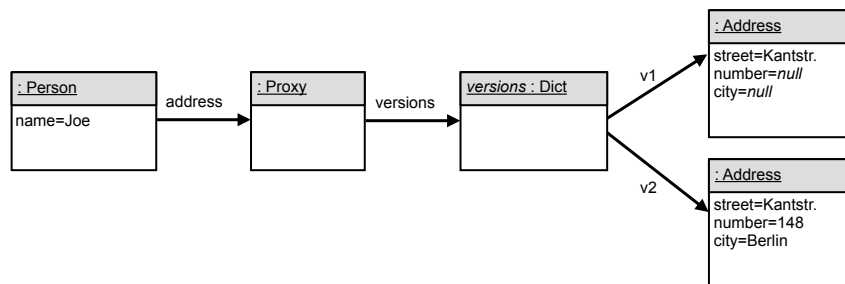 : Person
name=Joe
address
: Proxy
versions
versions : Dict
v1
: Address
street=Kantstr.
number=null
city=null
v2
: Address
street=Kantstr.
number=148
city=Berlin